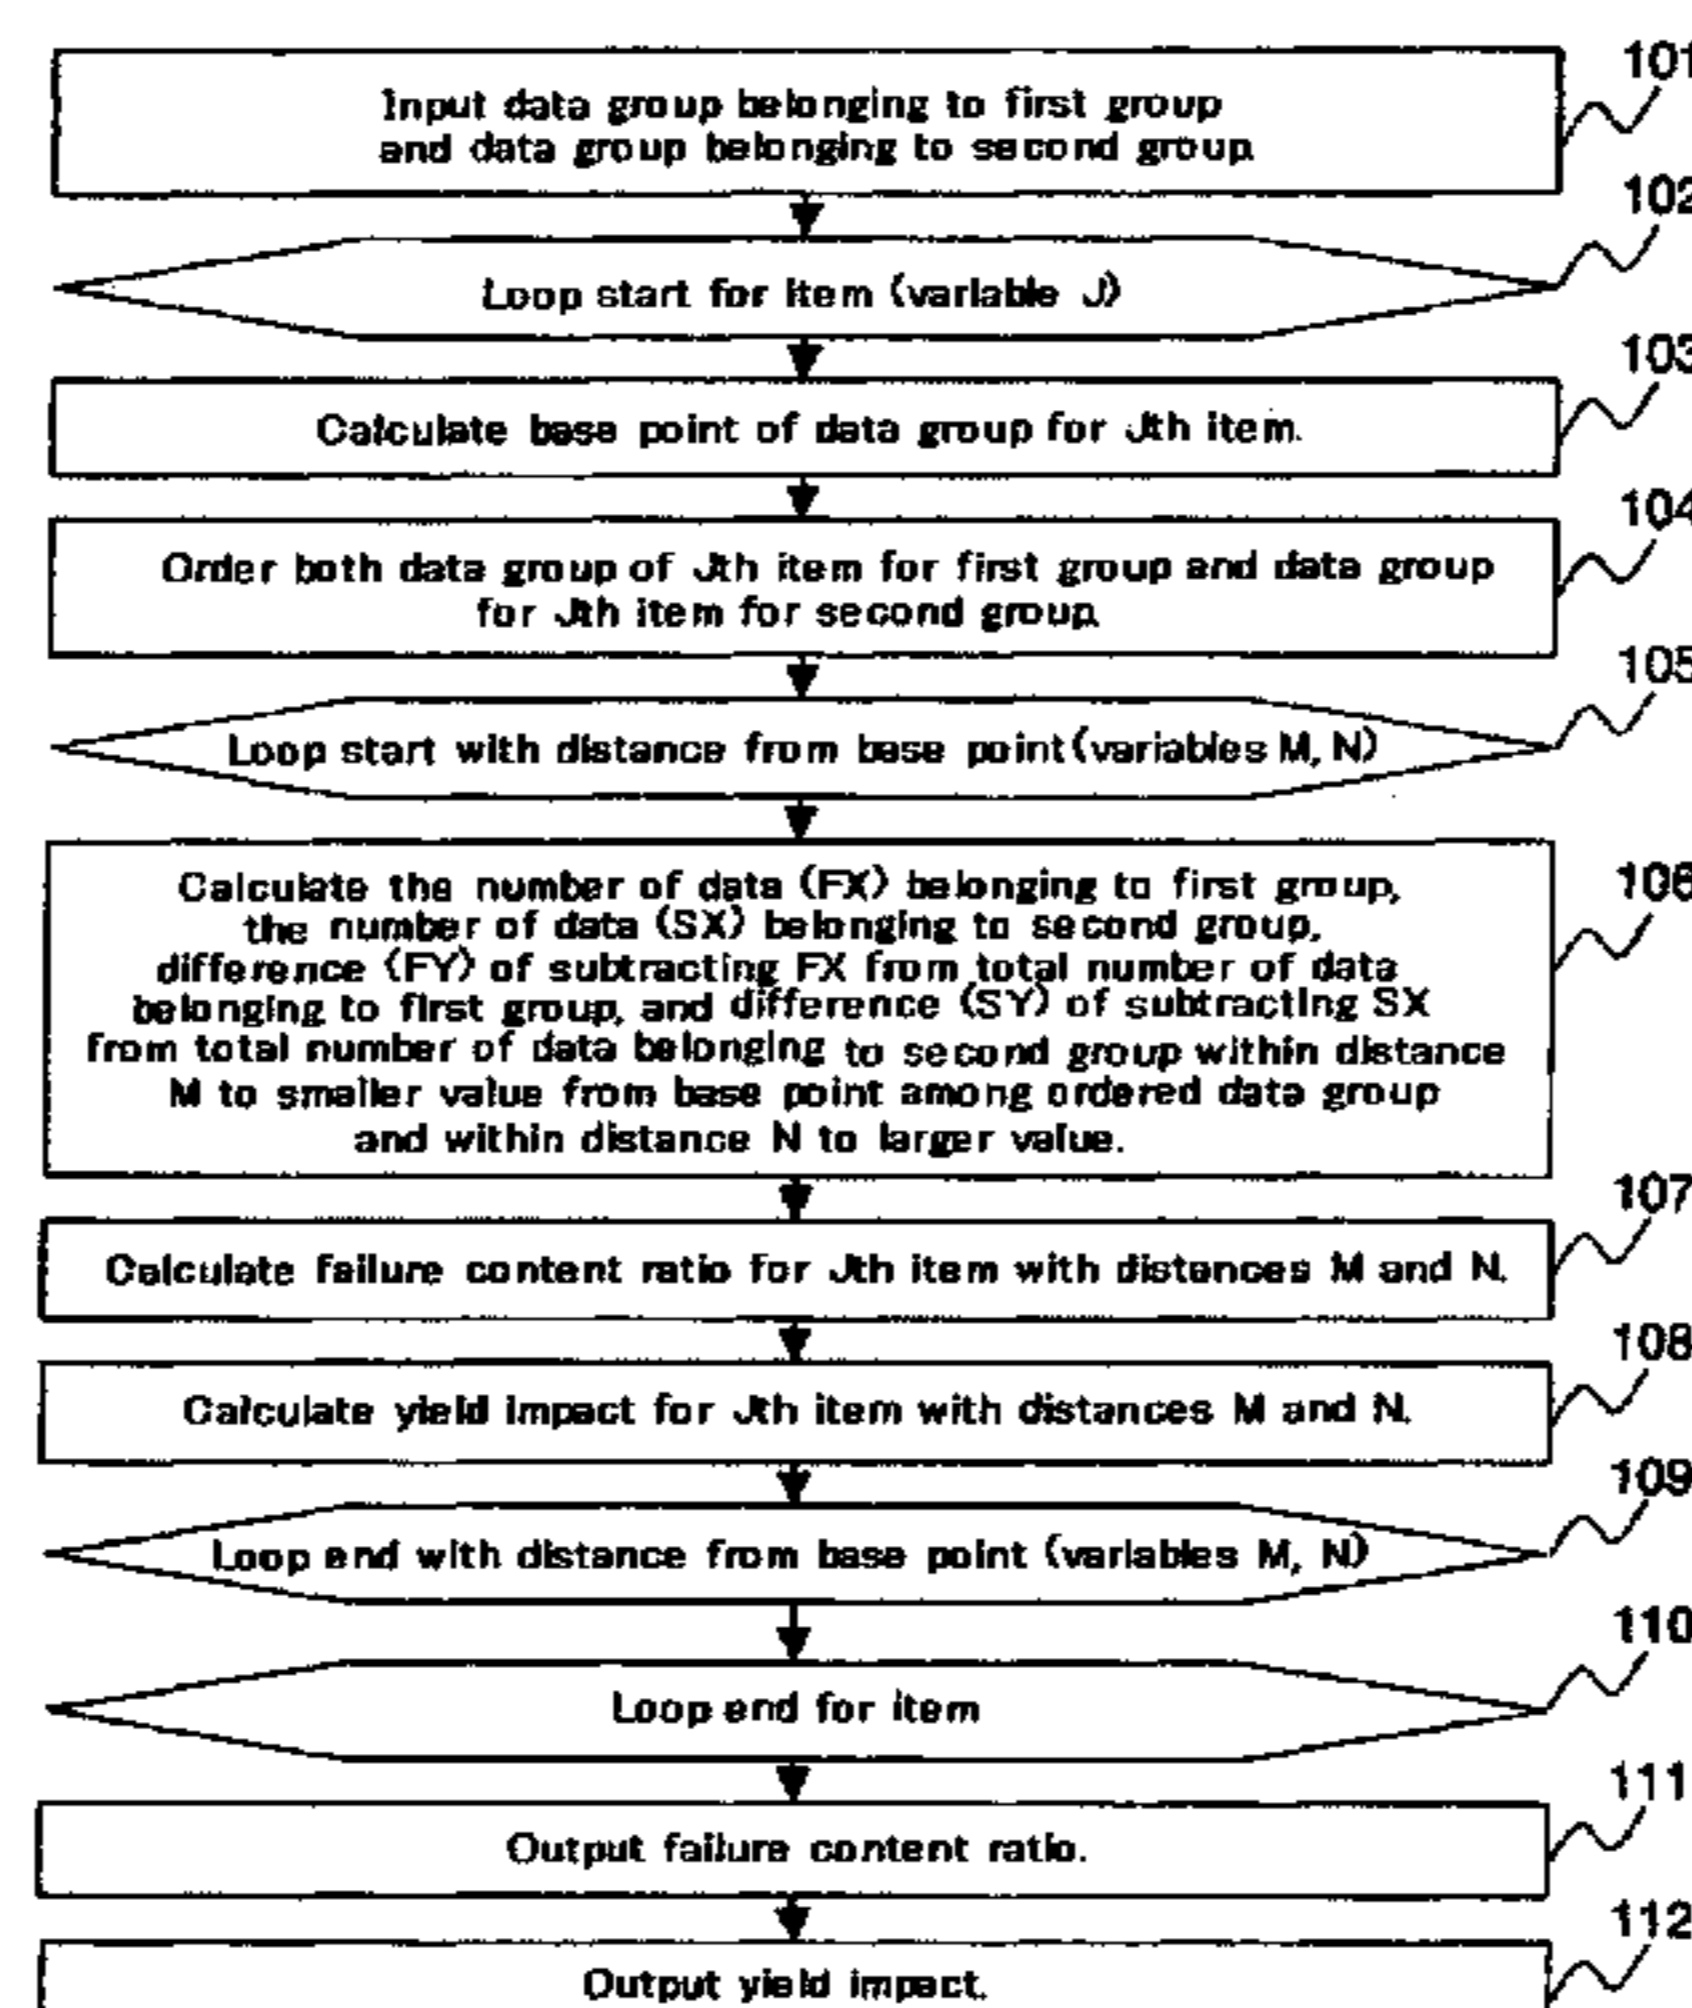 101
Input data group belonging to first group
and data group belonging to second group.
102
Loop start for item (variable J)
103
Calculate base point of data group for Jth item.
104
Order both data group of Jth item for first group and data group
for Jth item for second group.
105
Loop start with distance from base point (variables M, N)
106
Calculate the number of data (FX) belonging to first group,
the number of data (SX) belonging to second group,
difference (FY) of subtracting FX from total number of data
belonging to first group, and difference (SY) of subtracting SX
from total number of data belonging to second group within distance
M to smaller value from base point among ordered data group
and within distance N to larger value.
107
Calculate failure content ratio for Jth item with distances M and N.
108
Calculate yield impact for Jth item with distances M and N.
109
Loop end with distance from base point (variables M, N)
110
Loop end for item
111
Output failure content ratio.
112
Output yield impact.